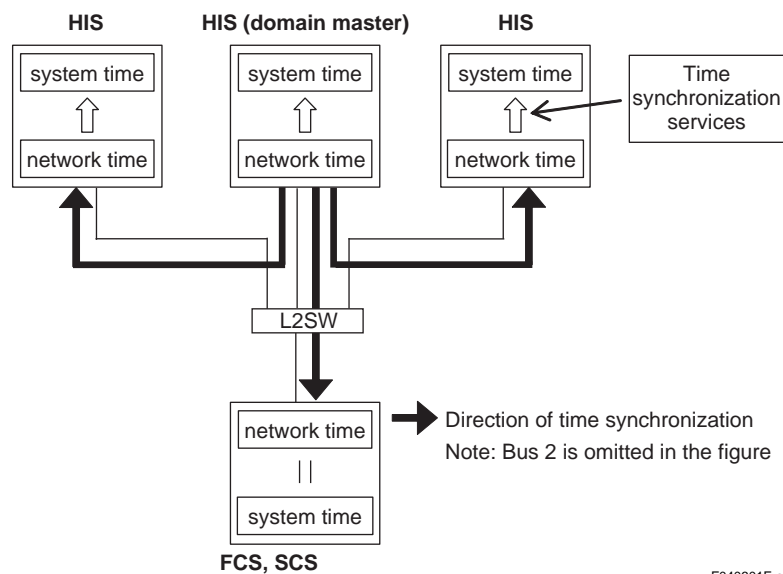 HIS
HIS (domain master)
HIS
system time
system time
system time
Time
synchronization
services
network time
network time
network time
L2SW
network time
Direction of time synchronization
Note: Bus 2 is omitted in the figure
system time
FCS, SCS